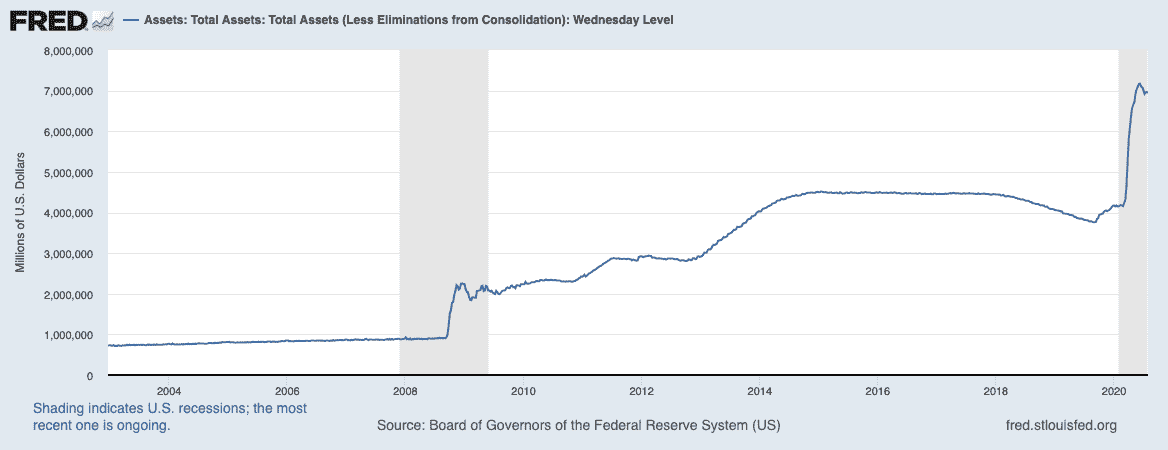 FRED
Assets: Total Assets: Total Assets (Less Eliminations from Consolidation): Wednesday Level
Millions of U.S. Dollars
8,000,000
7,000,000
6,000,000
5,000,000
4,000,000
3,000,000
2,000,000
1,000,000
0
2004 2006 2008 2010 2012 2014 2016 2018 2020
Shading indicates U.S. recessions; the most
recent one is ongoing.
Source: Board of Governors of the Federal Reserve System (US)
fred.stlouisfed.org